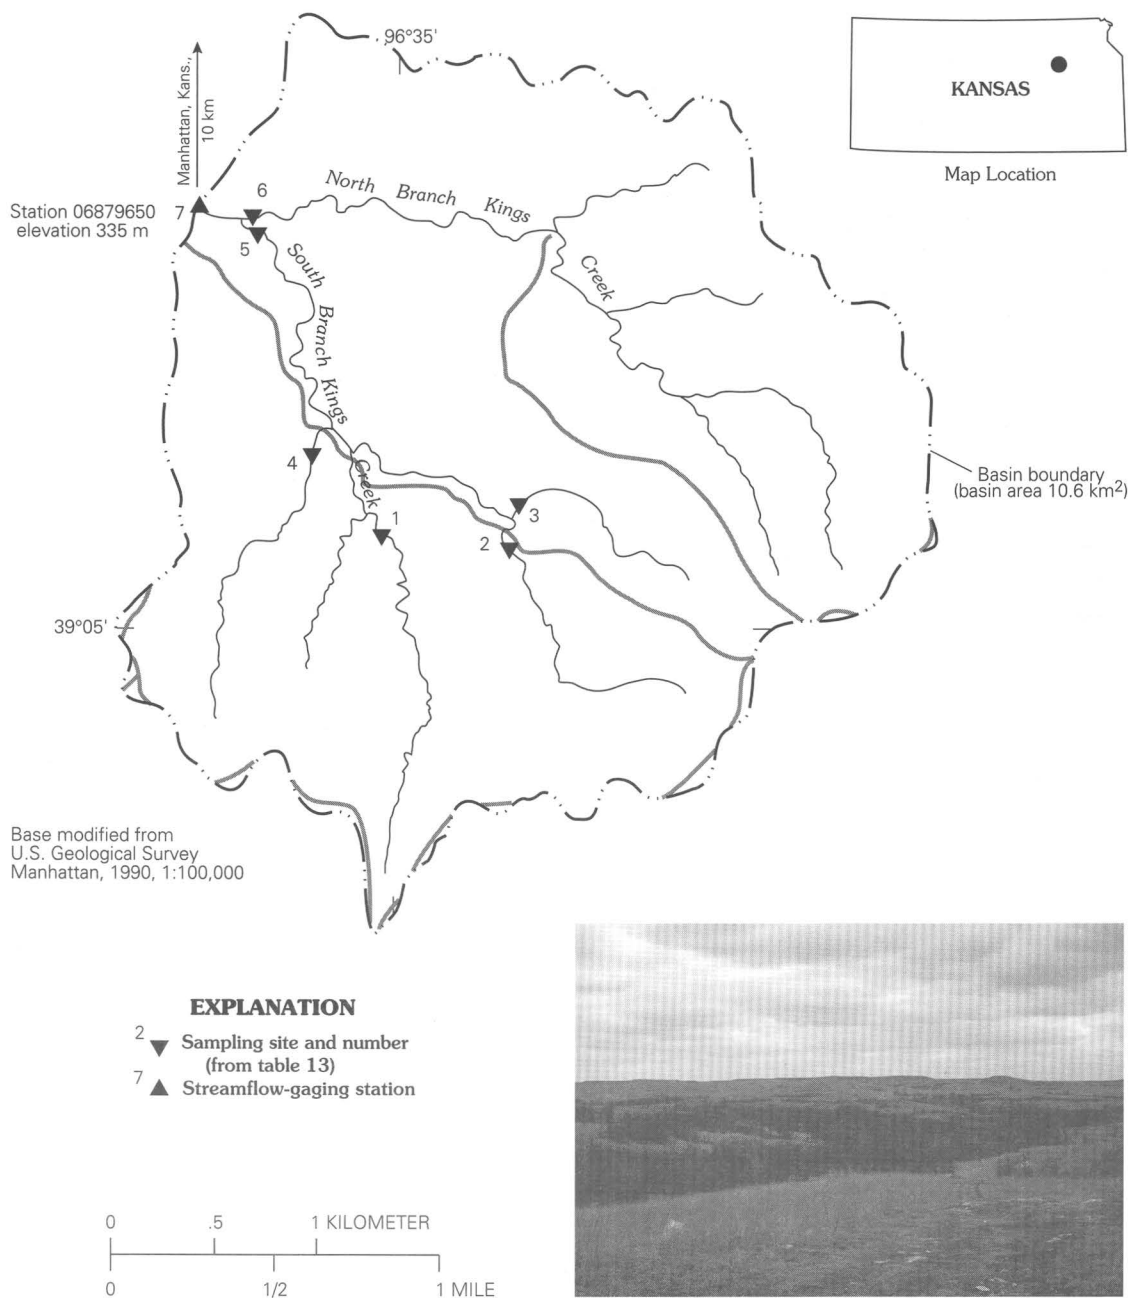 96°35'
Manhattan, Kans.,
10 km
KANSAS
Map Location
Station 06879650
elevation 335 m
7
6
5
North Branch Kings
Creek
South
Branch
Kings
Creek
4
1
3
2
Basin boundary
(basin area 10.6 km²)
39°05'
Base modified from
U.S. Geological Survey
Manhattan, 1990, 1:100,000
EXPLANATION
2 Sampling site and number
(from table 13)
7 Streamflow-gaging station
0 .5 1 KILOMETER
0 1/2 1 MILE